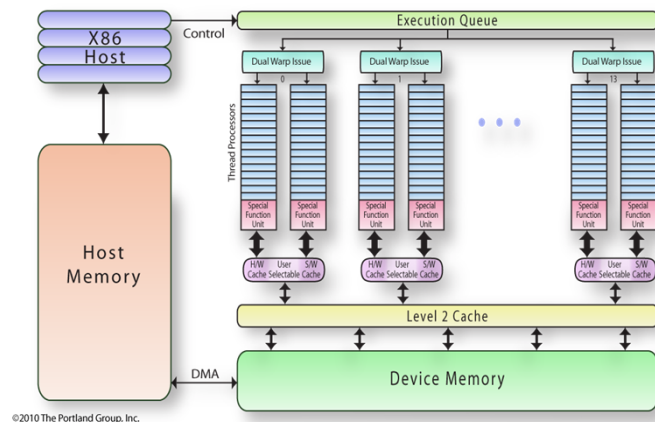 X86
Host
Control
Execution Queue
Dual Warp Issue
Dual Warp Issue
Dual Warp Issue
0
1
13
Thread Processors
Special
Function
Unit
Special
Function
Unit
Special
Function
Unit
Special
Function
Unit
Special
Function
Unit
Special
Function
Unit
H/W User S/W
Cache Selectable Cache
H/W User S/W
Cache Selectable Cache
H/W User S/W
Cache Selectable Cache
Host
Memory
Level 2 Cache
DMA
Device Memory
©2010 The Portland Group, Inc.